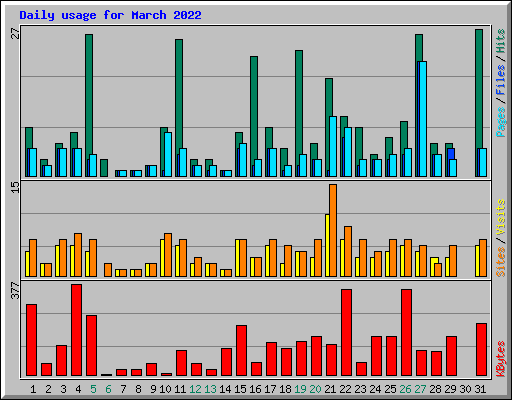 Daily usage for March 2022
27
Pages / Files / Hits
15
Sites / Visits
377
KBytes
1 2 3 4 5 6 7 8 9 10 11 12 13 14 15 16 17 18 19 20 21 22 23 24 25 26 27 28 29 30 31